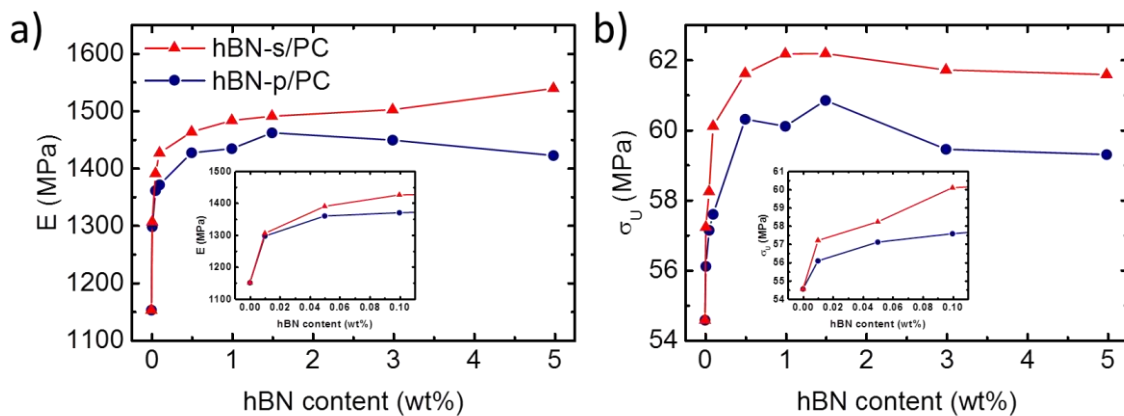 a)
1600
1500
1400
1300
1200
1100
E (MPa)
hBN-s/PC
hBN-p/PC
0 1 2 3 4 5
hBN content (wt%)
1500
1400
1300
1200
1100
E (MPa)
0.00 0.02 0.04 0.06 0.08 0.10
hBN content (wt%)
b)
62
60
58
56
54
σU (MPa)
0 1 2 3 4 5
hBN content (wt%)
61
60
59
58
57
56
55
54
σU (MPa)
0.00 0.02 0.04 0.06 0.08 0.10
hBN content (wt%)